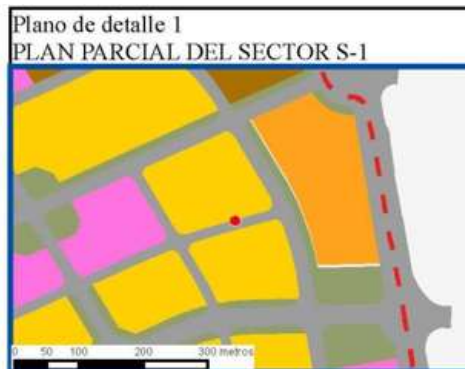 Plano de detalle 1
PLAN PARCIAL DEL SECTOR S-1
0 50 100 200 300 metros